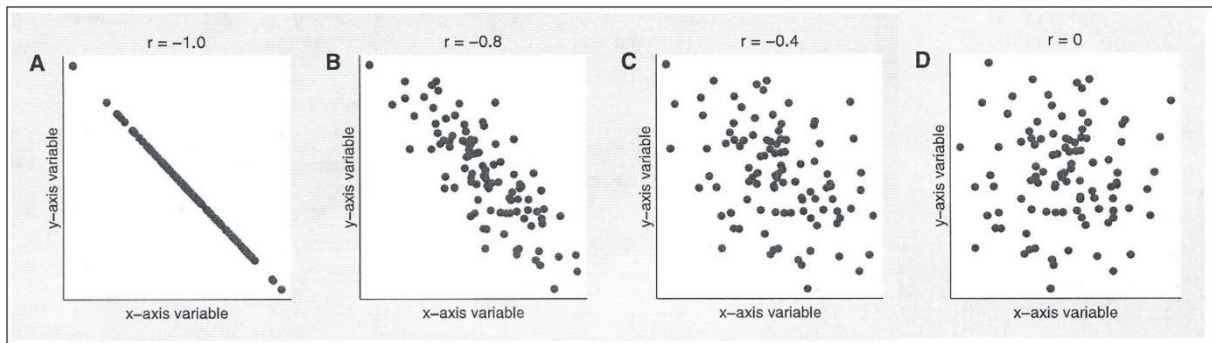 r = −1.0
A
y−axis variable
x−axis variable
r = −0.8
B
y−axis variable
x−axis variable
r = −0.4
C
y−axis variable
x−axis variable
r = 0
D
y−axis variable
x−axis variable